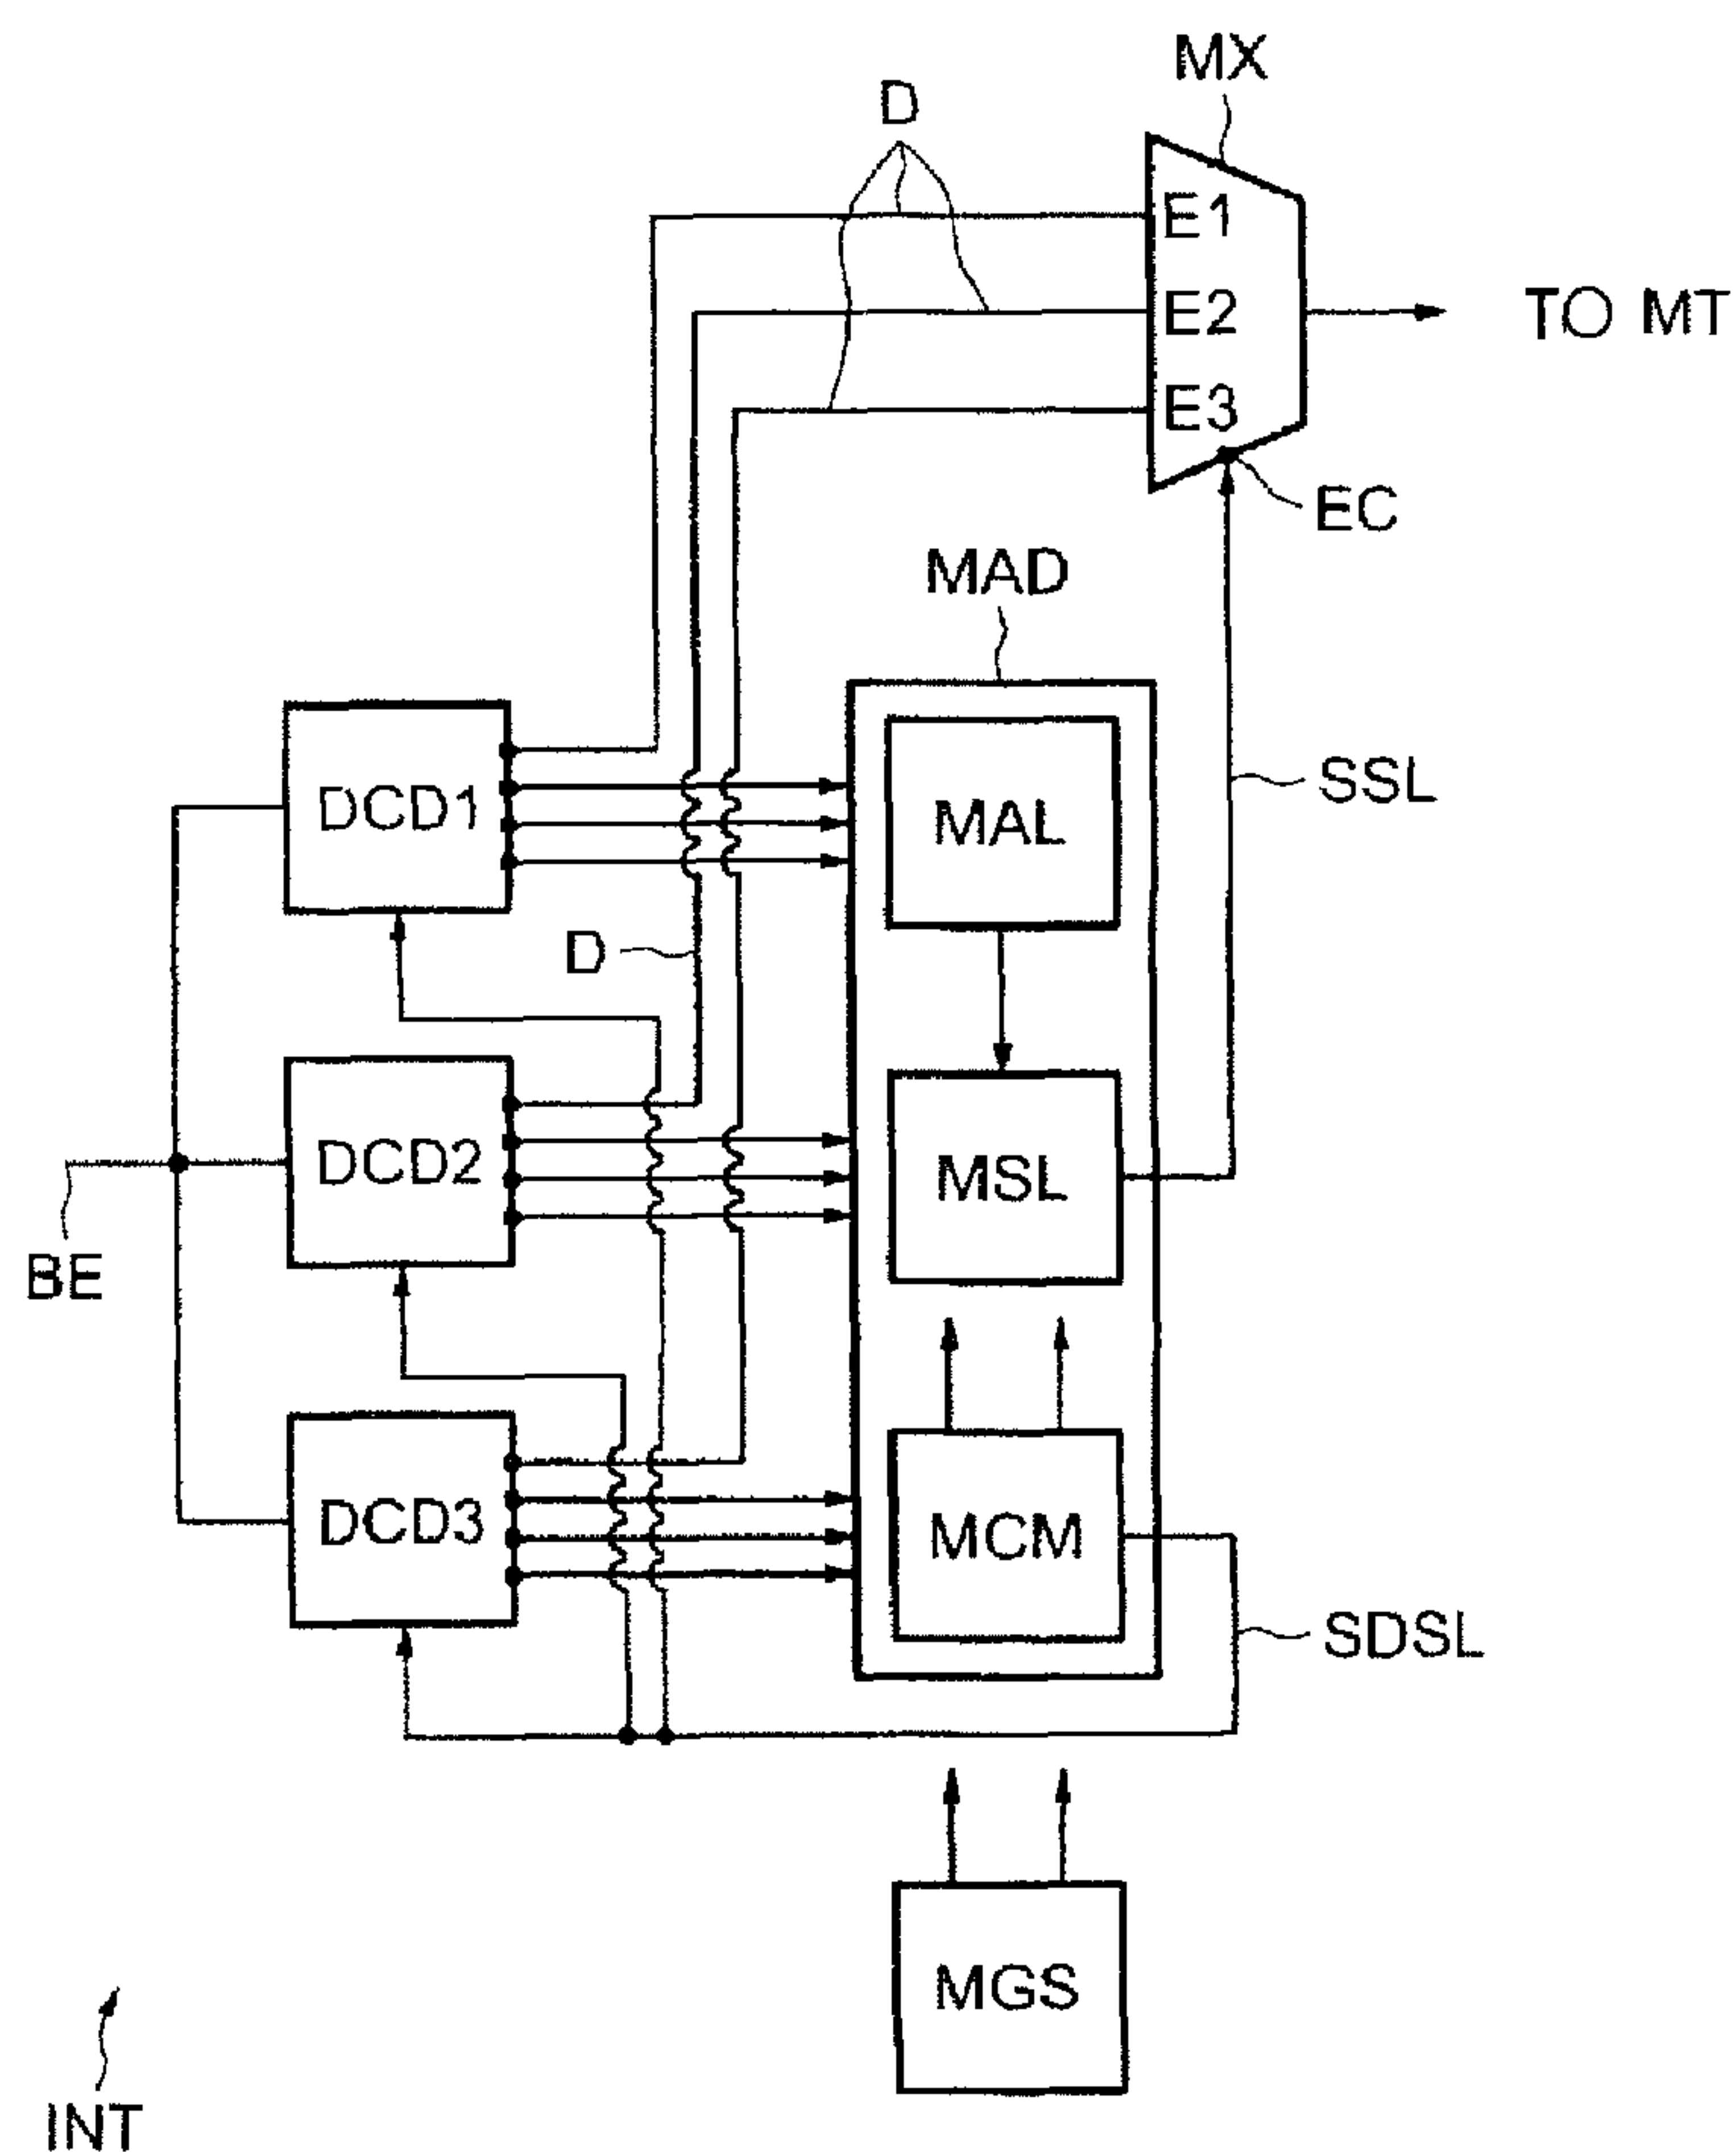 MX
D
E1
E2
TO MT
E3
EC
MAD
DCD1
MAL
SSL
D
DCD2
MSL
BE
DCD3
MCM
SDSL
MGS
INT